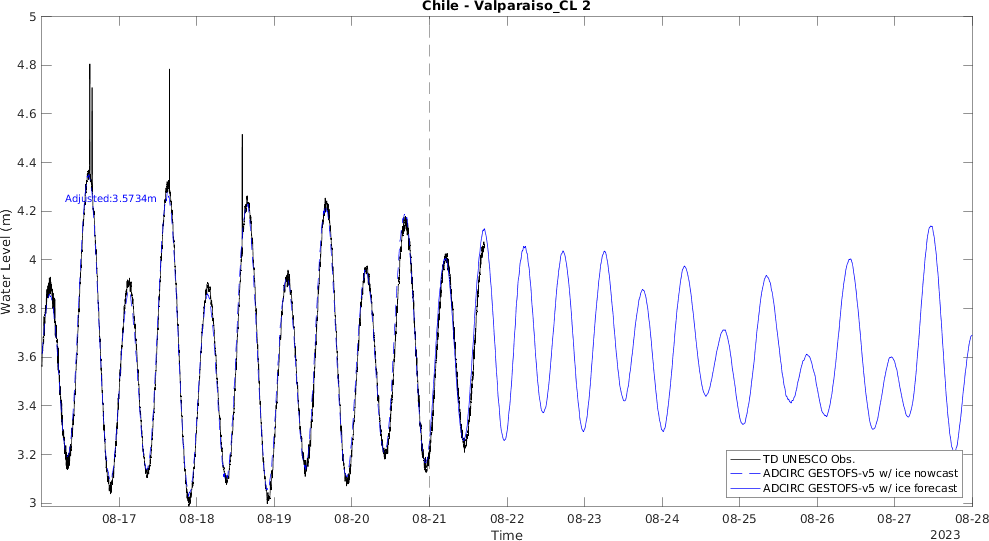 Chile - Valparaiso_CL 2
Water Level (m)
5
4.8
4.6
4.4
4.2
4
3.8
3.6
3.4
3.2
3
Adjusted:3.5734m
TD UNESCO Obs.
ADCIRC GESTOFS-v5 w/ ice nowcast
ADCIRC GESTOFS-v5 w/ ice forecast
08-17 08-18 08-19 08-20 08-21 08-22 08-23 08-24 08-25 08-26 08-27 08-28
Time
2023